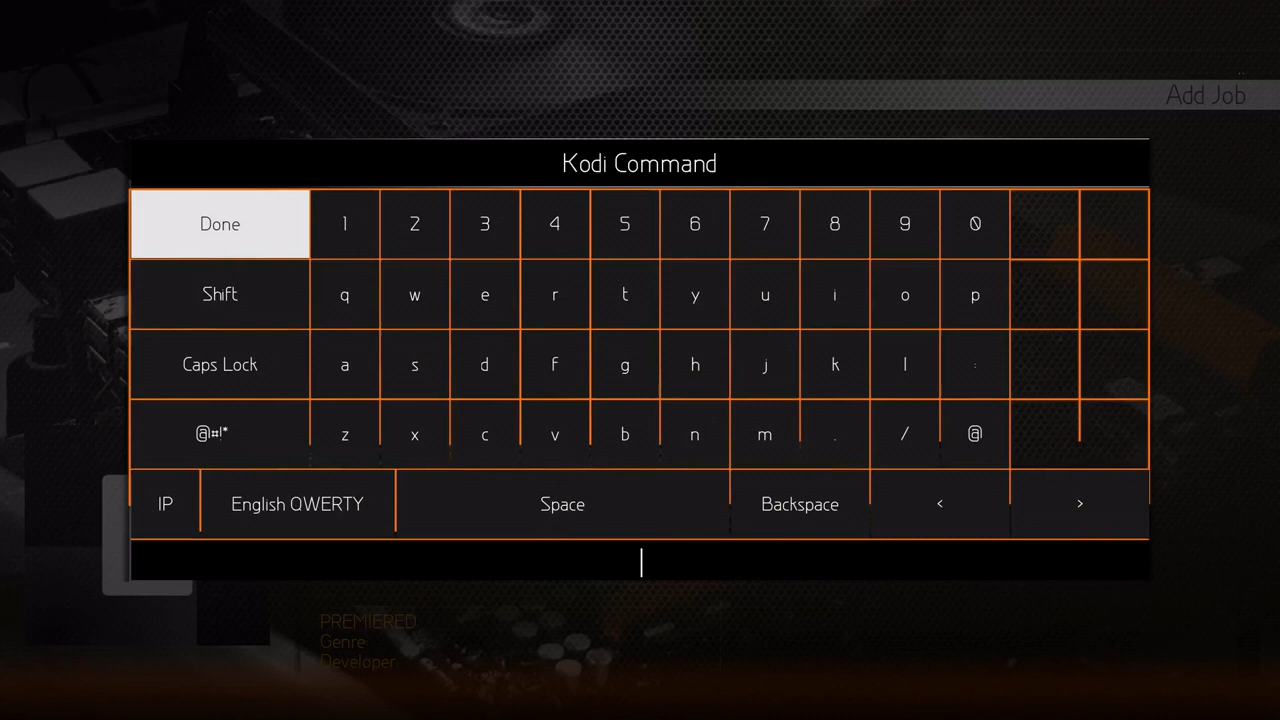 Add Job
Kodi Command
Done 1 2 3 4 5 6 7 8 9 0
Shift q w e r t y u i o p
Caps Lock a s d f g h j k l :
@#!* z x c v b n m . / @
IP English QWERTY Space Backspace < >
PREMIERED
Genre
Developer